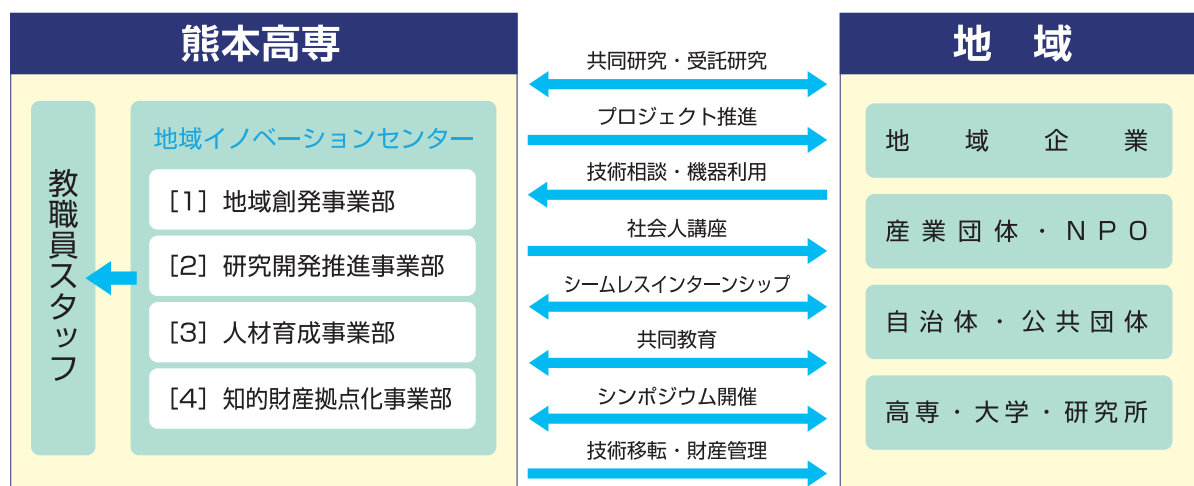 熊本高専
教職員スタッフ
地域イノベーションセンター
[1] 地域創発事業部
[2] 研究開発推進事業部
[3] 人材育成事業部
[4] 知的財産拠点化事業部
共同研究・受託研究
プロジェクト推進
技術相談・機器利用
社会人講座
シームレスインターンシップ
共同教育
シンポジウム開催
技術移転・財産管理
地 域
地域企業
産業団体・NPO
自治体・公共団体
高専・大学・研究所